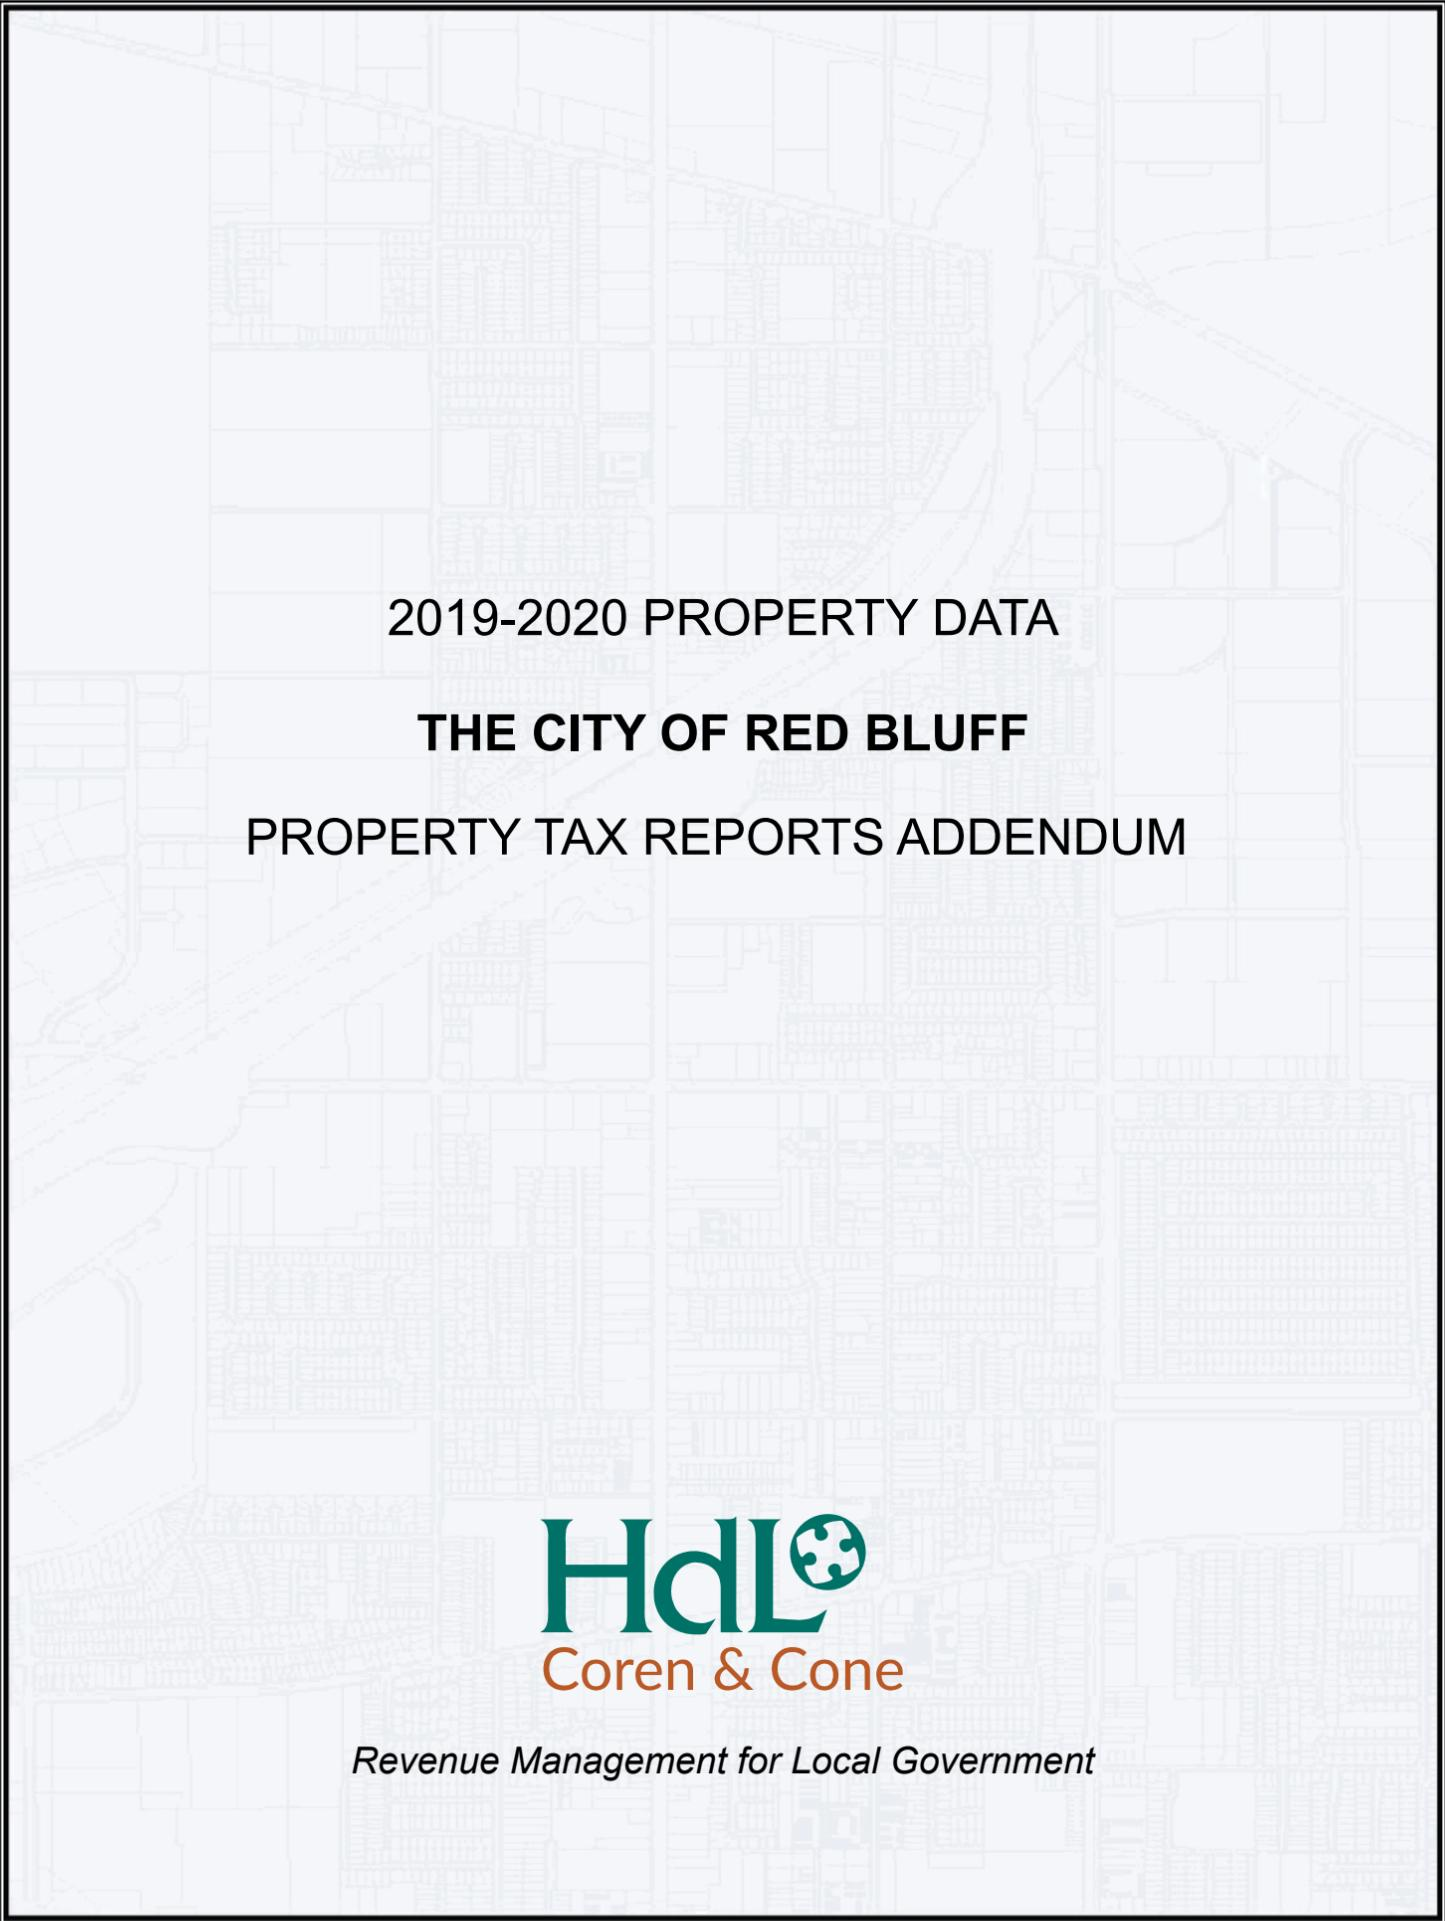 2019-2020 PROPERTY DATA
THE CITY OF RED BLUFF
PROPERTY TAX REPORTS ADDENDUM
HdL
Coren & Cone
Revenue Management for Local Government